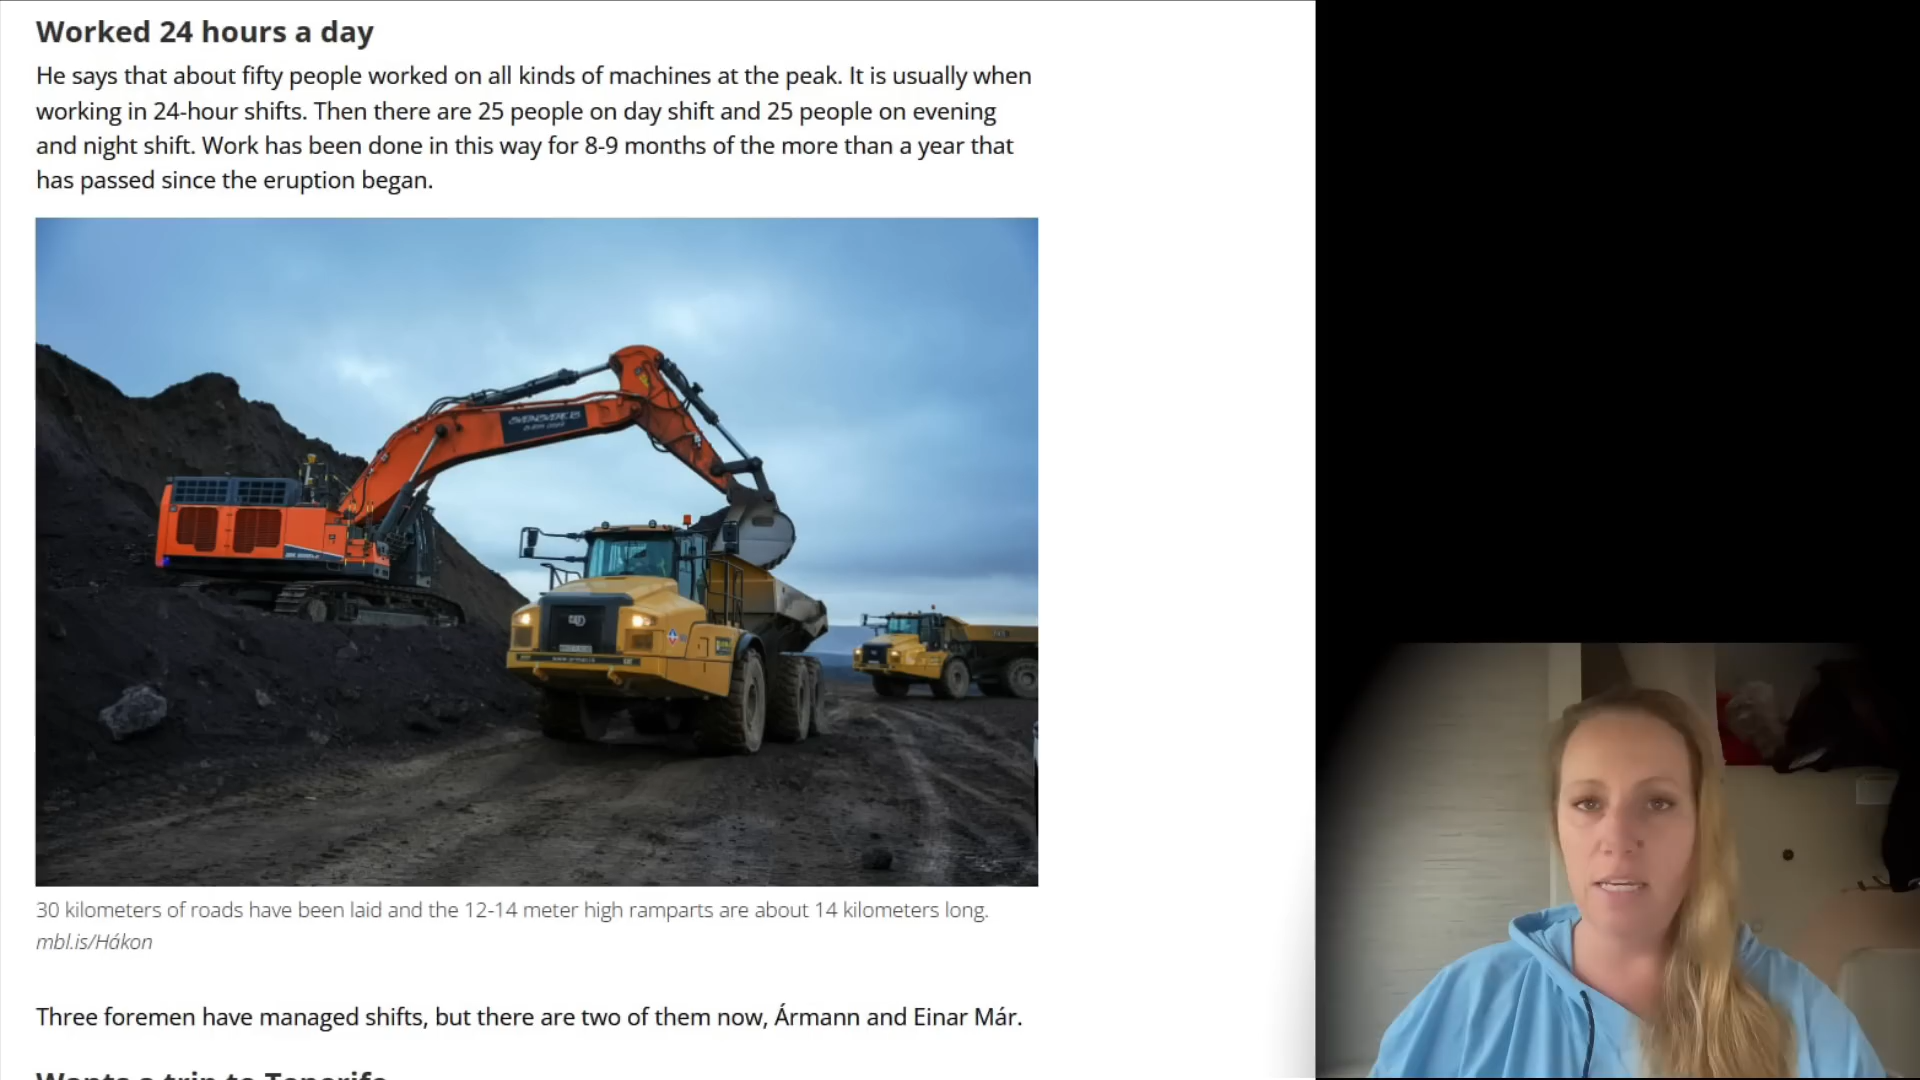 Worked 24 hours a day
He says that about fifty people worked on all kinds of machines at the peak. It is usually when
working in 24-hour shifts. Then there are 25 people on day shift and 25 people on evening
and night shift. Work has been done in this way for 8-9 months of the more than a year that
has passed since the eruption began.
30 kilometers of roads have been laid and the 12-14 meter high ramparts are about 14 kilometers long.
mbl.is/Hákon
Three foremen have managed shifts, but there are two of them now, Ármann and Einar Már.
Wants a trip to Tenerife